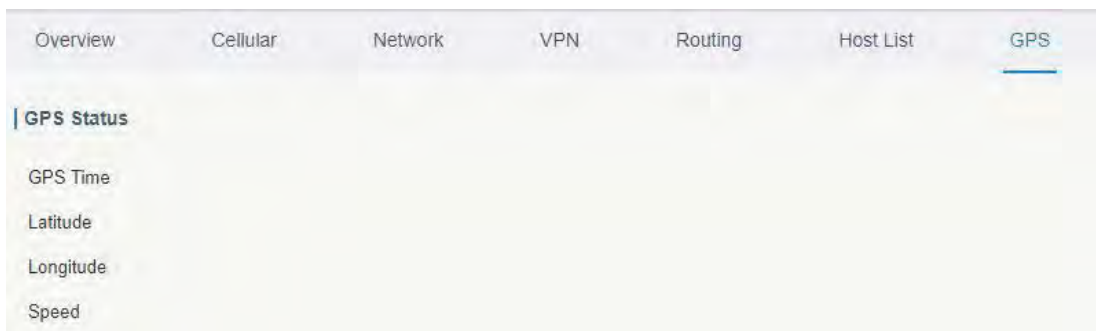 Overview Cellular Network VPN Routing Host List GPS
GPS Status
GPS Time
Latitude
Longitude
Speed